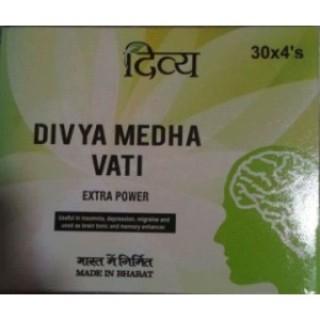 दिव्य
30x4's
DIVYA MEDHA
VATI
EXTRA POWER
Useful in insomnia, depression, migraine and
used as brain tonic and memory enhancer.
भारत में निर्मित
MADE IN BHARAT